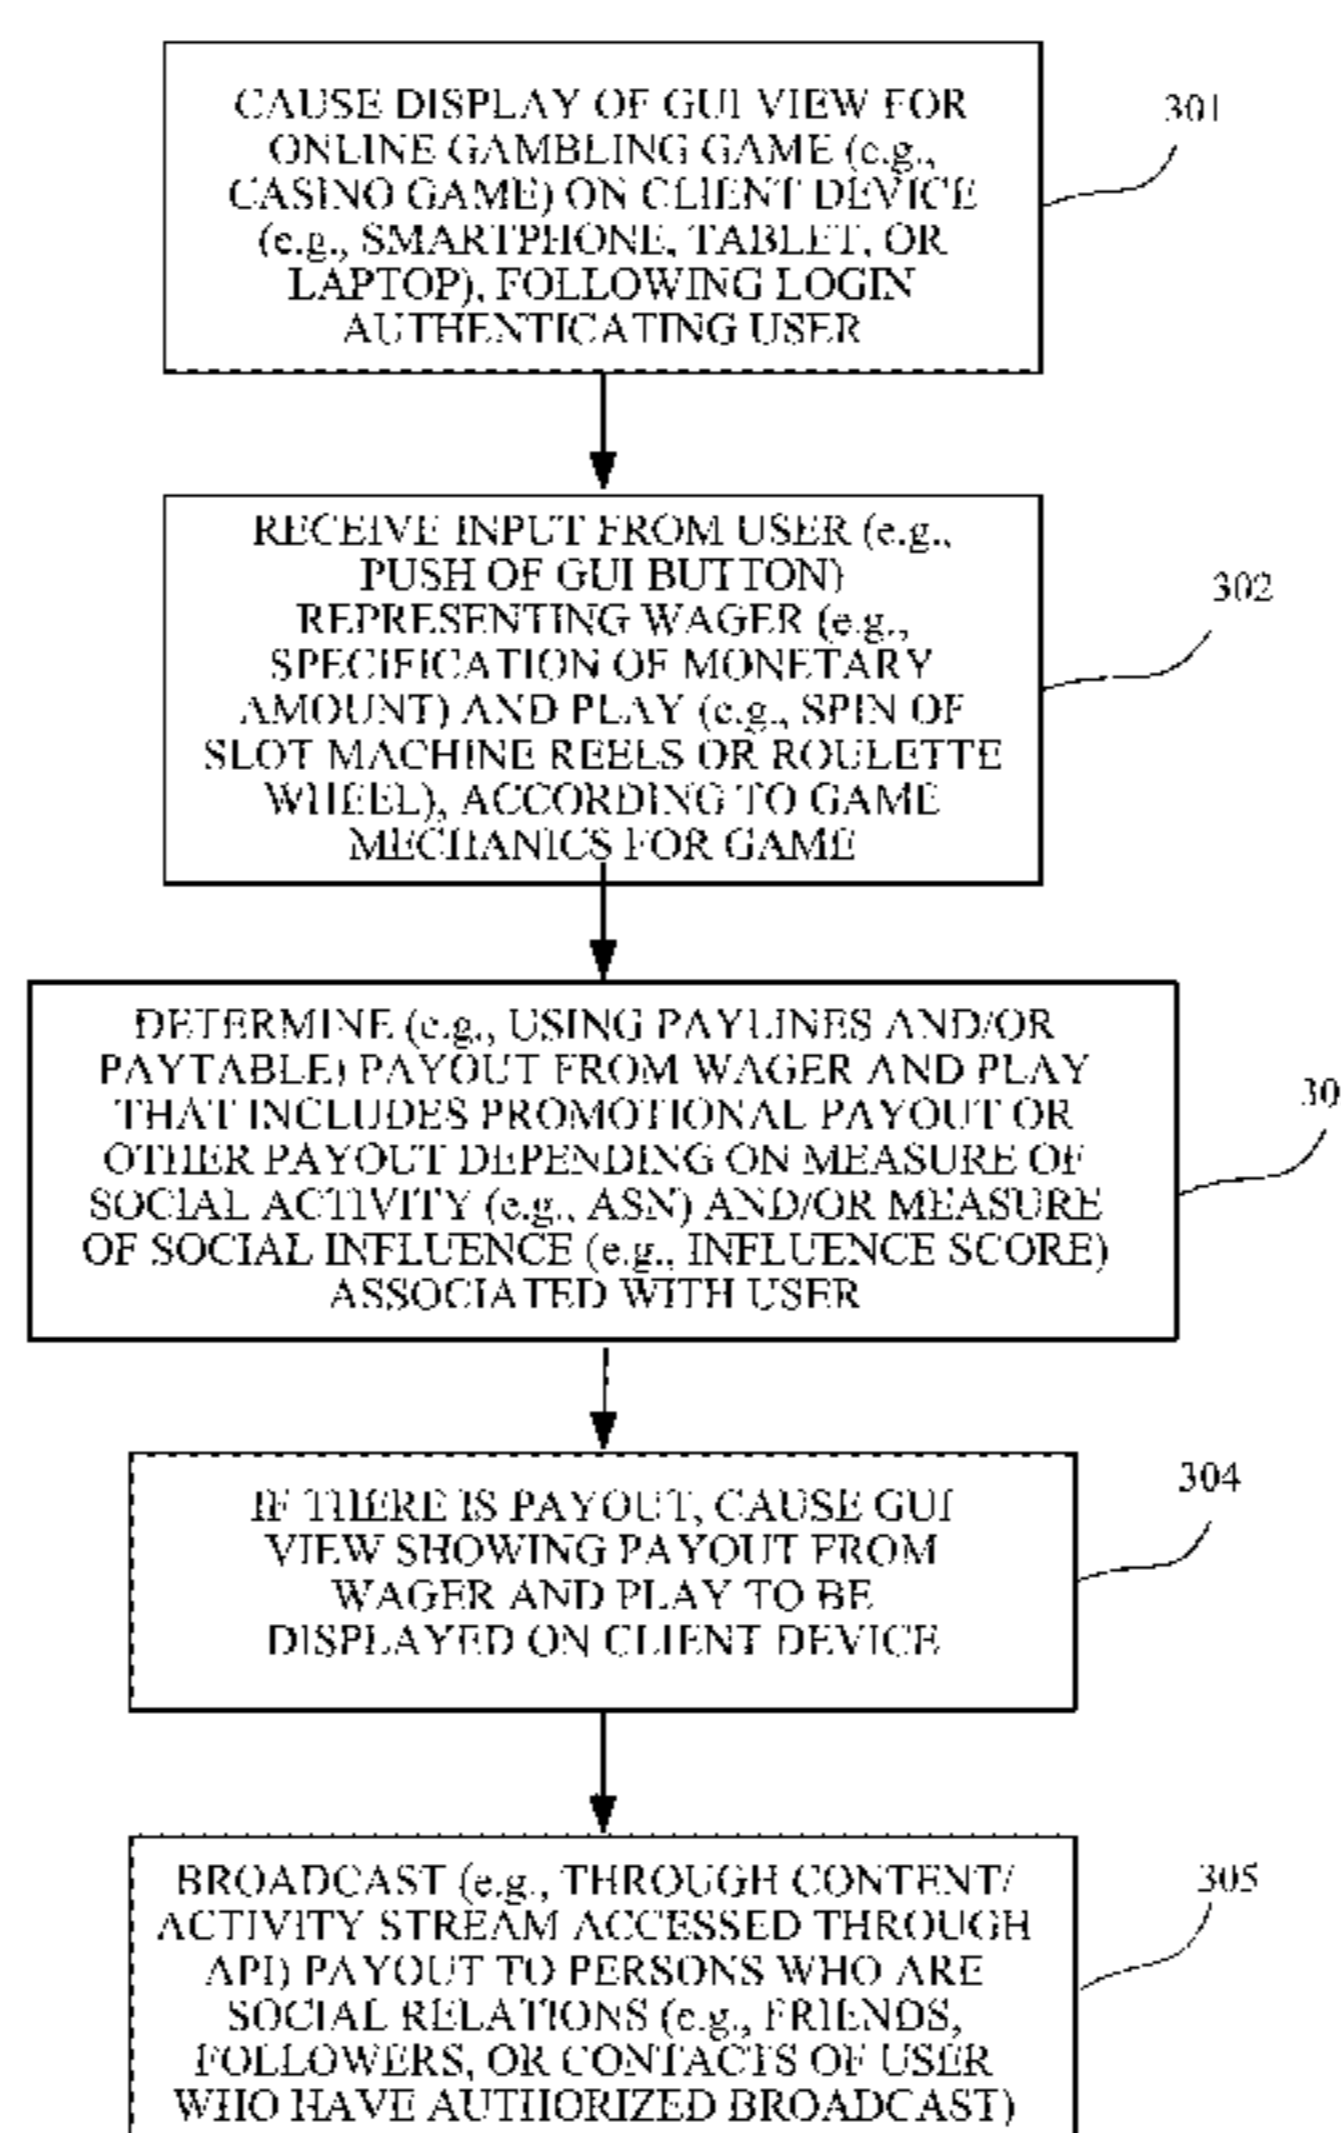 CAUSE DISPLAY OF GUI VIEW FOR
ONLINE GAMBLING GAME (e.g.,
CASINO GAME) ON CLIENT DEVICE
(e.g., SMARTPHONE, TABLET, OR
LAPTOP), FOLLOWING LOGIN
AUTHENTICATING USER
301
RECEIVE INPUT FROM USER (e.g.,
PUSH OF GUI BUTTON)
REPRESENTING WAGER (e.g.,
SPECIFICATION OF MONETARY
AMOUNT) AND PLAY (e.g., SPIN OF
SLOT MACHINE REELS OR ROULETTE
WHEEL), ACCORDING TO GAME
MECHANICS FOR GAME
302
DETERMINE (e.g., USING PAYLINES AND/OR
PAYTABLE) PAYOUT FROM WAGER AND PLAY
THAT INCLUDES PROMOTIONAL PAYOUT OR
OTHER PAYOUT DEPENDING ON MEASURE OF
SOCIAL ACTIVITY (e.g., ASN) AND/OR MEASURE
OF SOCIAL INFLUENCE (e.g., INFLUENCE SCORE)
ASSOCIATED WITH USER
30
IF THERE IS PAYOUT, CAUSE GUI
VIEW SHOWING PAYOUT FROM
WAGER AND PLAY TO BE
DISPLAYED ON CLIENT DEVICE
304
BROADCAST (e.g., THROUGH CONTENT/
ACTIVITY STREAM ACCESSED THROUGH
API) PAYOUT TO PERSONS WHO ARE
SOCIAL RELATIONS (e.g., FRIENDS,
FOLLOWERS, OR CONTACTS OF USER
WHO HAVE AUTHORIZED BROADCAST)
305